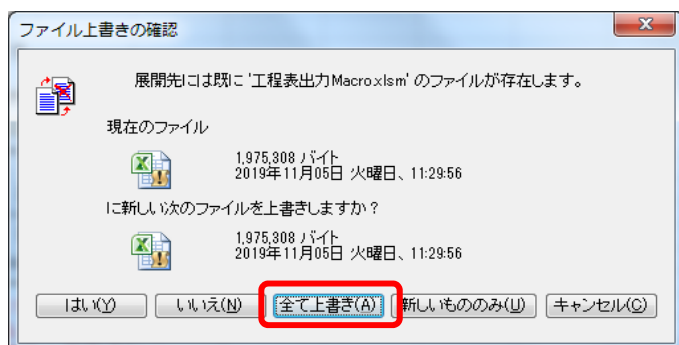 ファイル上書きの確認
展開先には既に '工程表出力Macro.xlsm' のファイルが存在します。
現在のファイル
1,975,308 バイト
2019年11月05日 火曜日、11:29:56
に新しい次のファイルを上書きしますか？
1,975,308 バイト
2019年11月05日 火曜日、11:29:56
はい(Y) いいえ(N) 全て上書き(A) 新しいもののみ(U) キャンセル(C)